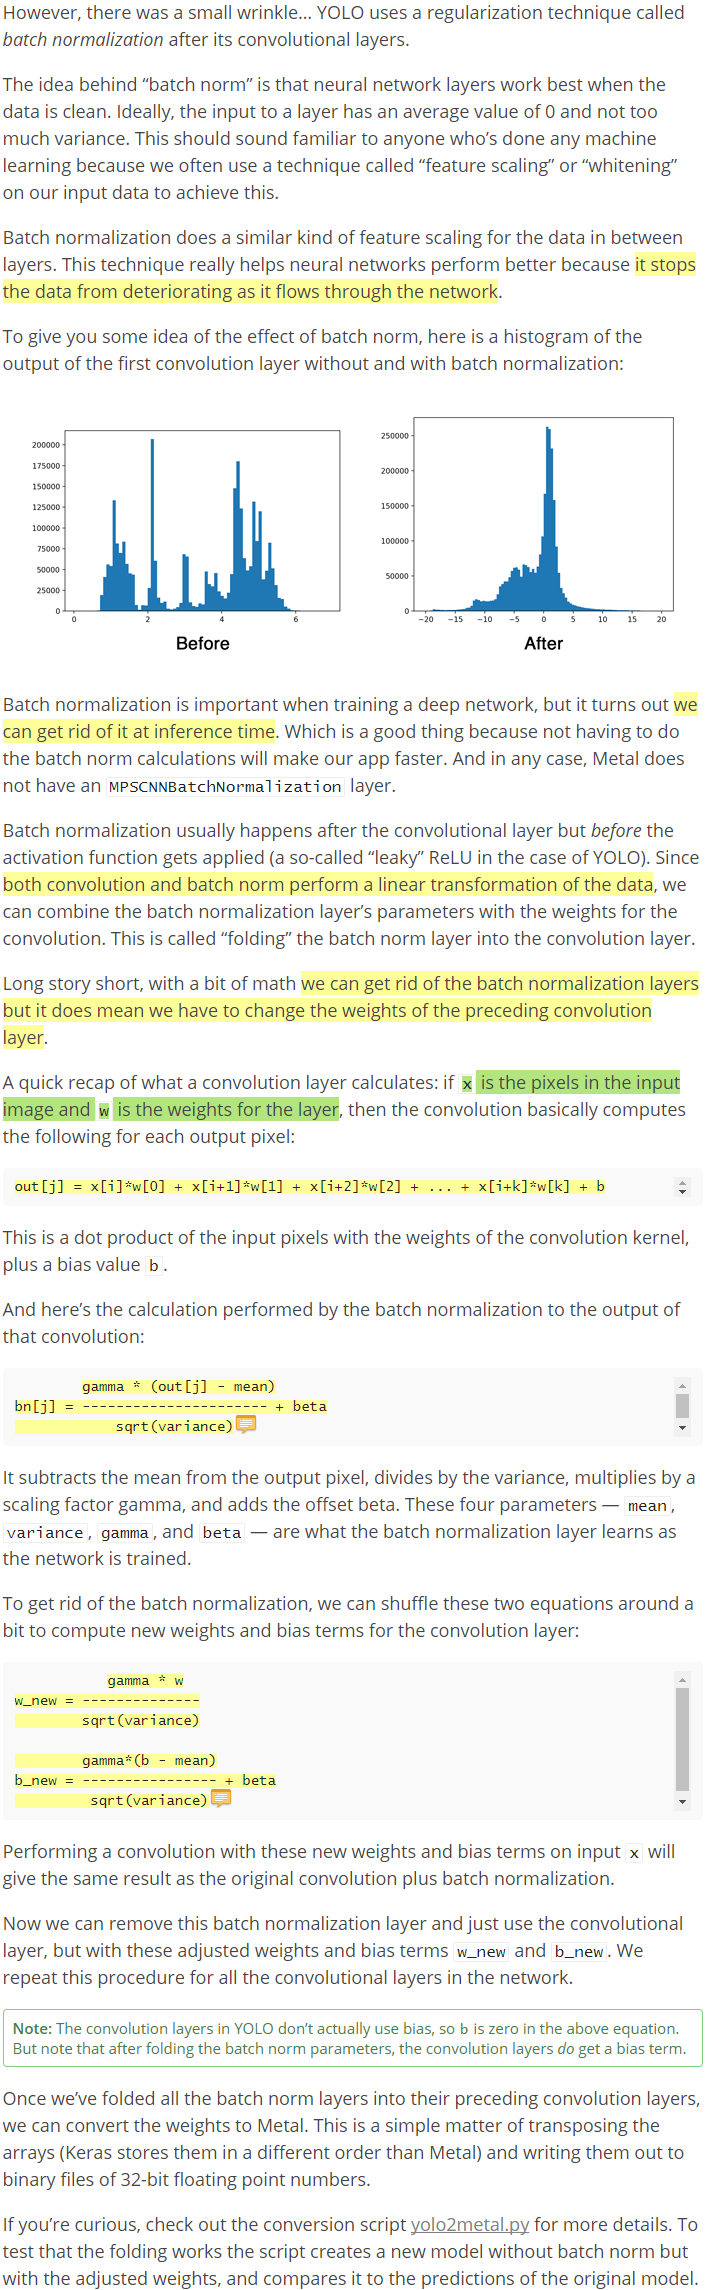 However, there was a small wrinkle… YOLO uses a regularization technique called
batch normalization after its convolutional layers.
The idea behind “batch norm” is that neural network layers work best when the
data is clean. Ideally, the input to a layer has an average value of 0 and not too
much variance. This should sound familiar to anyone who’s done any machine
learning because we often use a technique called “feature scaling” or “whitening”
on our input data to achieve this.
Batch normalization does a similar kind of feature scaling for the data in between
layers. This technique really helps neural networks perform better because it stops
the data from deteriorating as it flows through the network.
To give you some idea of the effect of batch norm, here is a histogram of the
output of the first convolution layer without and with batch normalization:
200000
175000
150000
125000
100000
75000
50000
25000
0
0 2 4 6
Before
250000
200000
150000
100000
50000
0
−20 −15 −10 −5 0 5 10 15 20
After
Batch normalization is important when training a deep network, but it turns out we
can get rid of it at inference time. Which is a good thing because not having to do
the batch norm calculations will make our app faster. And in any case, Metal does
not have an MPSCNNBatchNormalization layer.
Batch normalization usually happens after the convolutional layer but before the
activation function gets applied (a so-called “leaky” ReLU in the case of YOLO). Since
both convolution and batch norm perform a linear transformation of the data, we
can combine the batch normalization layer’s parameters with the weights for the
convolution. This is called “folding” the batch norm layer into the convolution layer.
Long story short, with a bit of math we can get rid of the batch normalization layers
but it does mean we have to change the weights of the preceding convolution
layer.
A quick recap of what a convolution layer calculates: if x is the pixels in the input
image and w is the weights for the layer, then the convolution basically computes
the following for each output pixel:
out[j] = x[i]*w[0] + x[i+1]*w[1] + x[i+2]*w[2] + ... + x[i+k]*w[k] + b
This is a dot product of the input pixels with the weights of the convolution kernel,
plus a bias value b.
And here’s the calculation performed by the batch normalization to the output of
that convolution:
gamma * (out[j] - mean)
bn[j] = ---------------------- + beta
sqrt(variance)
It subtracts the mean from the output pixel, divides by the variance, multiplies by a
scaling factor gamma, and adds the offset beta. These four parameters — mean,
variance, gamma, and beta — are what the batch normalization layer learns as
the network is trained.
To get rid of the batch normalization, we can shuffle these two equations around a
bit to compute new weights and bias terms for the convolution layer:
gamma * w
w_new = --------------
sqrt(variance)
gamma*(b - mean)
b_new = ---------------- + beta
sqrt(variance)
Performing a convolution with these new weights and bias terms on input x will
give the same result as the original convolution plus batch normalization.
Now we can remove this batch normalization layer and just use the convolutional
layer, but with these adjusted weights and bias terms w_new and b_new. We
repeat this procedure for all the convolutional layers in the network.
Note: The convolution layers in YOLO don’t actually use bias, so b is zero in the above equation.
But note that after folding the batch norm parameters, the convolution layers do get a bias term.
Once we’ve folded all the batch norm layers into their preceding convolution layers,
we can convert the weights to Metal. This is a simple matter of transposing the
arrays (Keras stores them in a different order than Metal) and writing them out to
binary files of 32-bit floating point numbers.
If you’re curious, check out the conversion script yolo2metal.py for more details. To
test that the folding works the script creates a new model without batch norm but
with the adjusted weights, and compares it to the predictions of the original model.